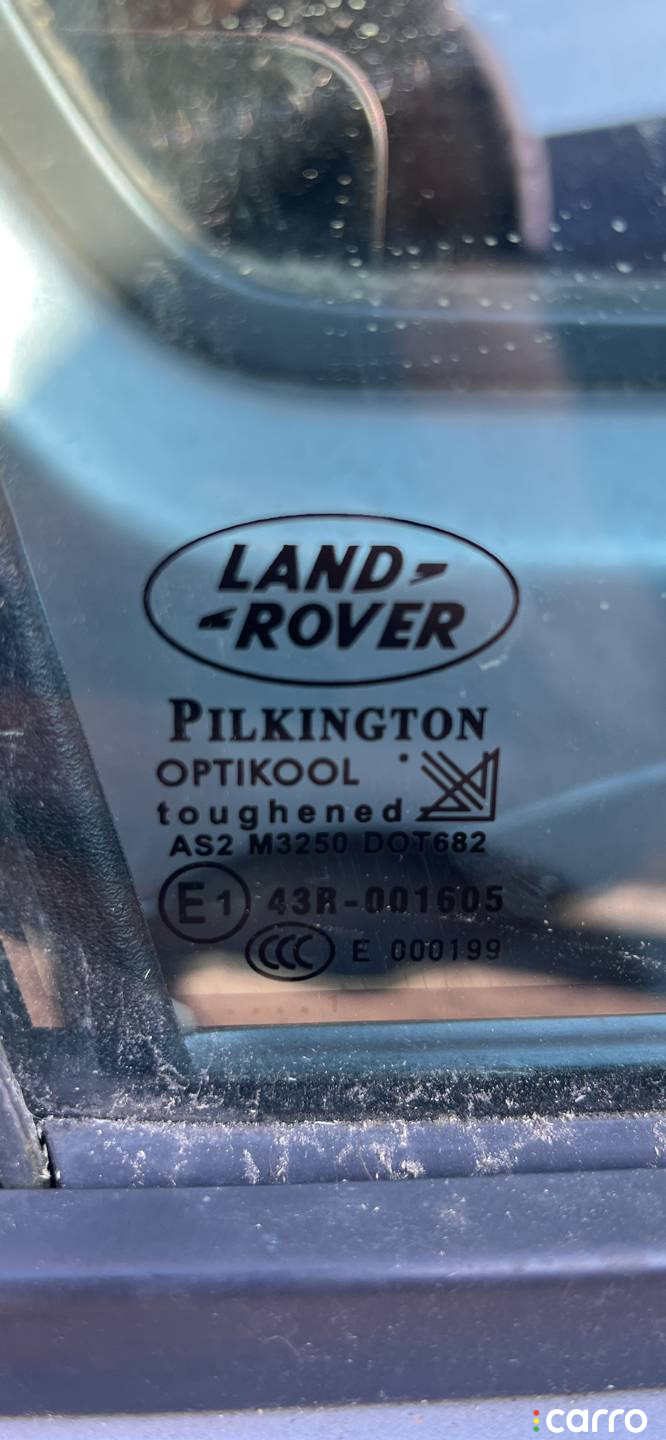 LAND
ROVER
PILKINGTON
OPTIKOOL
toughened
AS2 M3250 DOT682
E1 43R-001605
CCC E 000199
carro